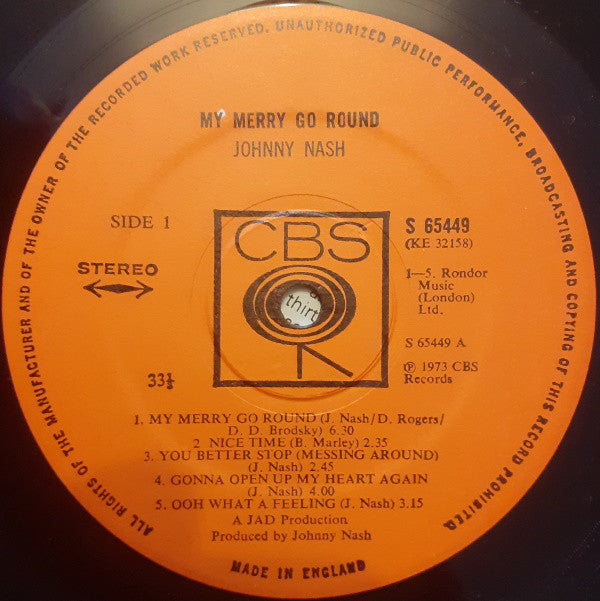 ALL RIGHTS OF THE MANUFACTURER AND OF THE OWNER OF THE RECORDED WORK RESERVED. UNAUTHORIZED PUBLIC PERFORMANCE, BROADCASTING AND COPYING OF THIS RECORD PROHIBITED.
MY MERRY GO ROUND
JOHNNY NASH
SIDE 1
CBS
S 65449
(KE 32158)
STEREO
1—5. Rondor
Music
(London)
Ltd.
thirt
S 65449 A
33⅓
℗ 1973 CBS
Records
1. MY MERRY GO ROUND (J. Nash/D. Rogers/
D. D. Brodsky) 6.30
2 NICE TIME (B. Marley) 2.35
3. YOU BETTER STOP (MESSING AROUND)
(J. Nash) 2.45
4. GONNA OPEN UP MY HEART AGAIN
(J. Nash) 4.00
5. OOH WHAT A FEELING (J. Nash) 3.15
A JAD Production
Produced by Johnny Nash
MADE IN ENGLAND